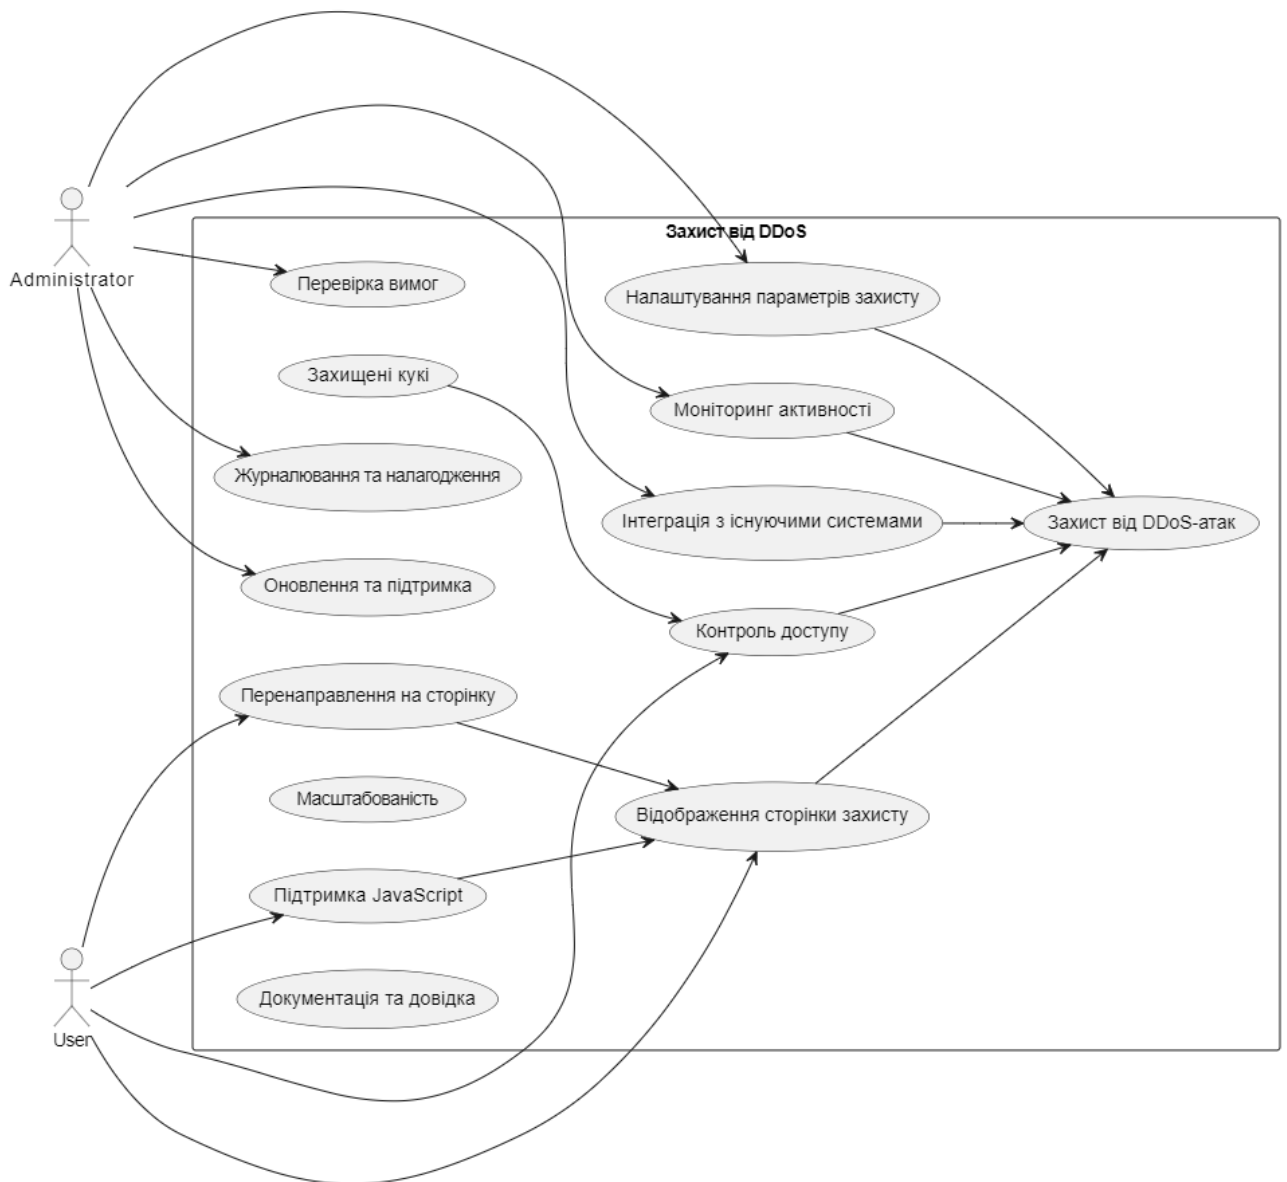 Захист від DDoS
Administrator
Перевірка вимог
Налаштування параметрів захисту
Захищені кукі
Моніторинг активності
Журналювання та налагодження
Інтеграція з існуючими системами
Захист від DDoS-атак
Оновлення та підтримка
Контроль доступу
Перенаправлення на сторінку
Масштабованість
Відображення сторінки захисту
Підтримка JavaScript
Документація та довідка
User